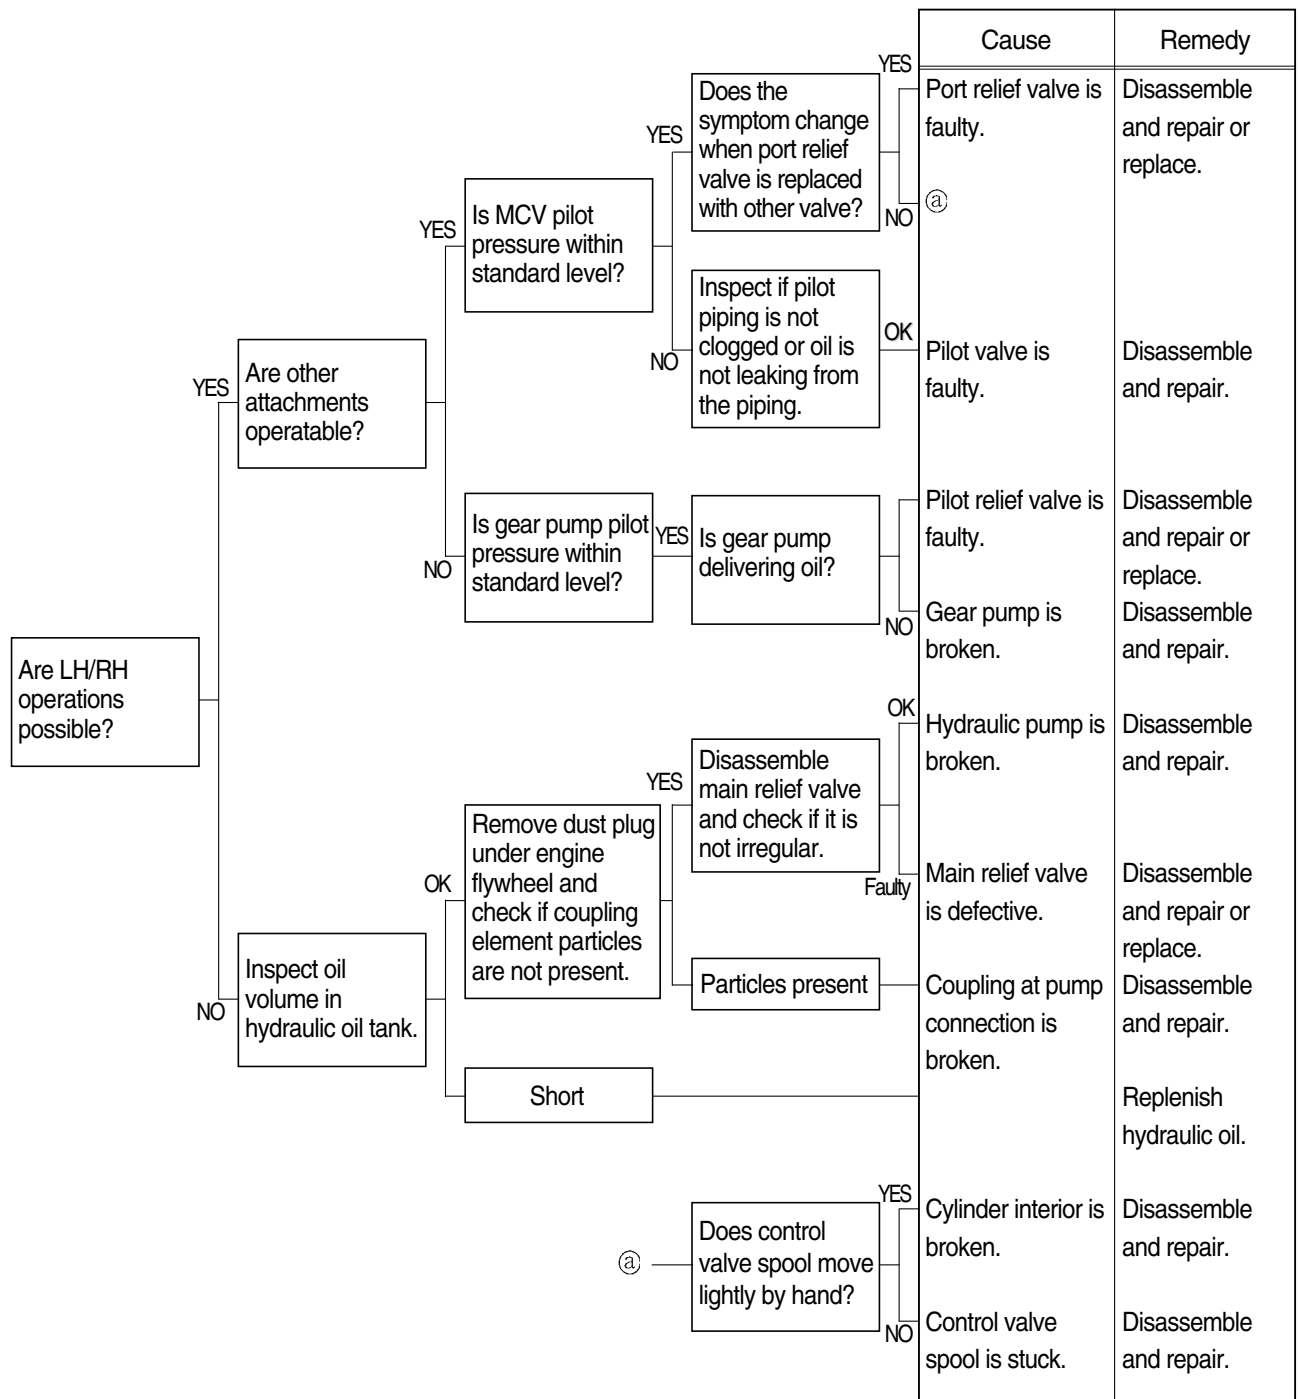 Cause
Remedy
YES
Does the
symptom change
when port relief
valve is replaced
with other valve?
Port relief valve is
faulty.
Disassemble
and repair or
replace.
YES
NO
ⓐ
YES
Is MCV pilot
pressure within
standard level?
Inspect if pilot
piping is not
clogged or oil is
not leaking from
the piping.
OK
NO
Pilot valve is
faulty.
Disassemble
and repair.
YES
Are other
attachments
operatable?
Is gear pump pilot
pressure within
standard level?
YES
Is gear pump
delivering oil?
Pilot relief valve is
faulty.
Disassemble
and repair or
replace.
NO
NO
Gear pump is
broken.
Disassemble
and repair.
Are LH/RH
operations
possible?
OK
Hydraulic pump is
broken.
Disassemble
and repair.
YES
Disassemble
main relief valve
and check if it is
not irregular.
Remove dust plug
under engine
flywheel and
check if coupling
element particles
are not present.
OK
Faulty
Main relief valve
is defective.
Disassemble
and repair or
replace.
NO
Inspect oil
volume in
hydraulic oil tank.
Particles present
Coupling at pump
connection is
broken.
Disassemble
and repair.
Short
Replenish
hydraulic oil.
YES
ⓐ
Does control
valve spool move
lightly by hand?
Cylinder interior is
broken.
Disassemble
and repair.
NO
Control valve
spool is stuck.
Disassemble
and repair.